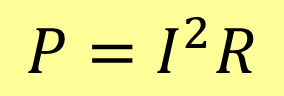 P = I²R